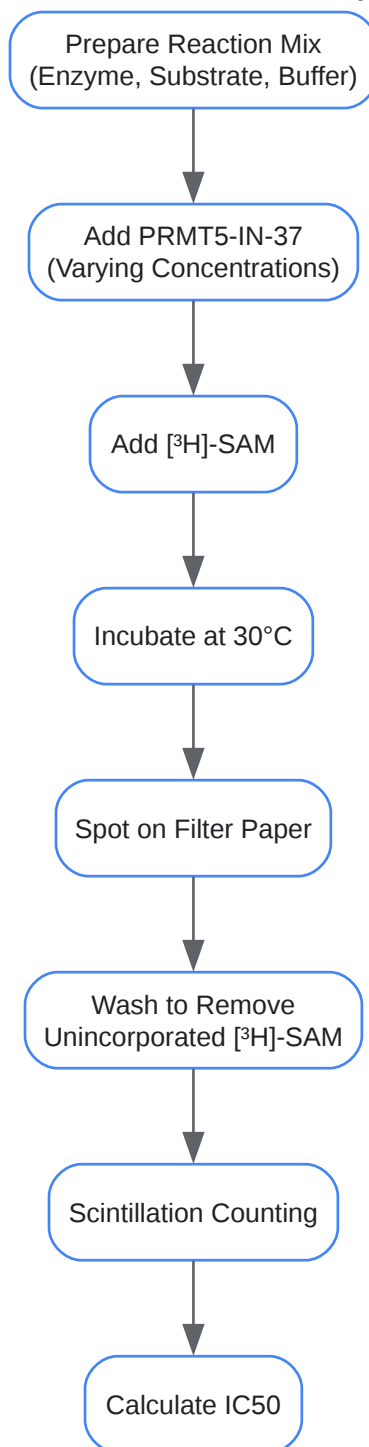 Prepare Reaction Mix
(Enzyme, Substrate, Buffer)
Add PRMT5-IN-37
(Varying Concentrations)
Add [³H]-SAM
Incubate at 30°C
Spot on Filter Paper
Wash to Remove
Unincorporated [³H]-SAM
Scintillation Counting
Calculate IC50